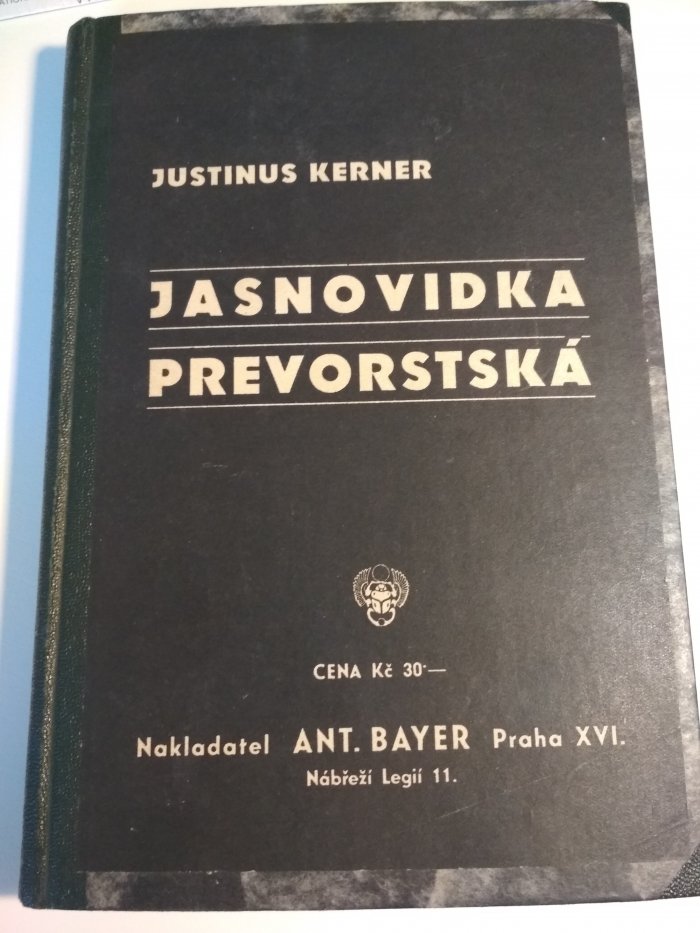 JUSTINUS KERNER
JASNOVIDKA
PREVORSTSKÁ
CENA Kč 30·—
Nakladatel ANT. BAYER Praha XVI.
Nábřeží Legií 11.